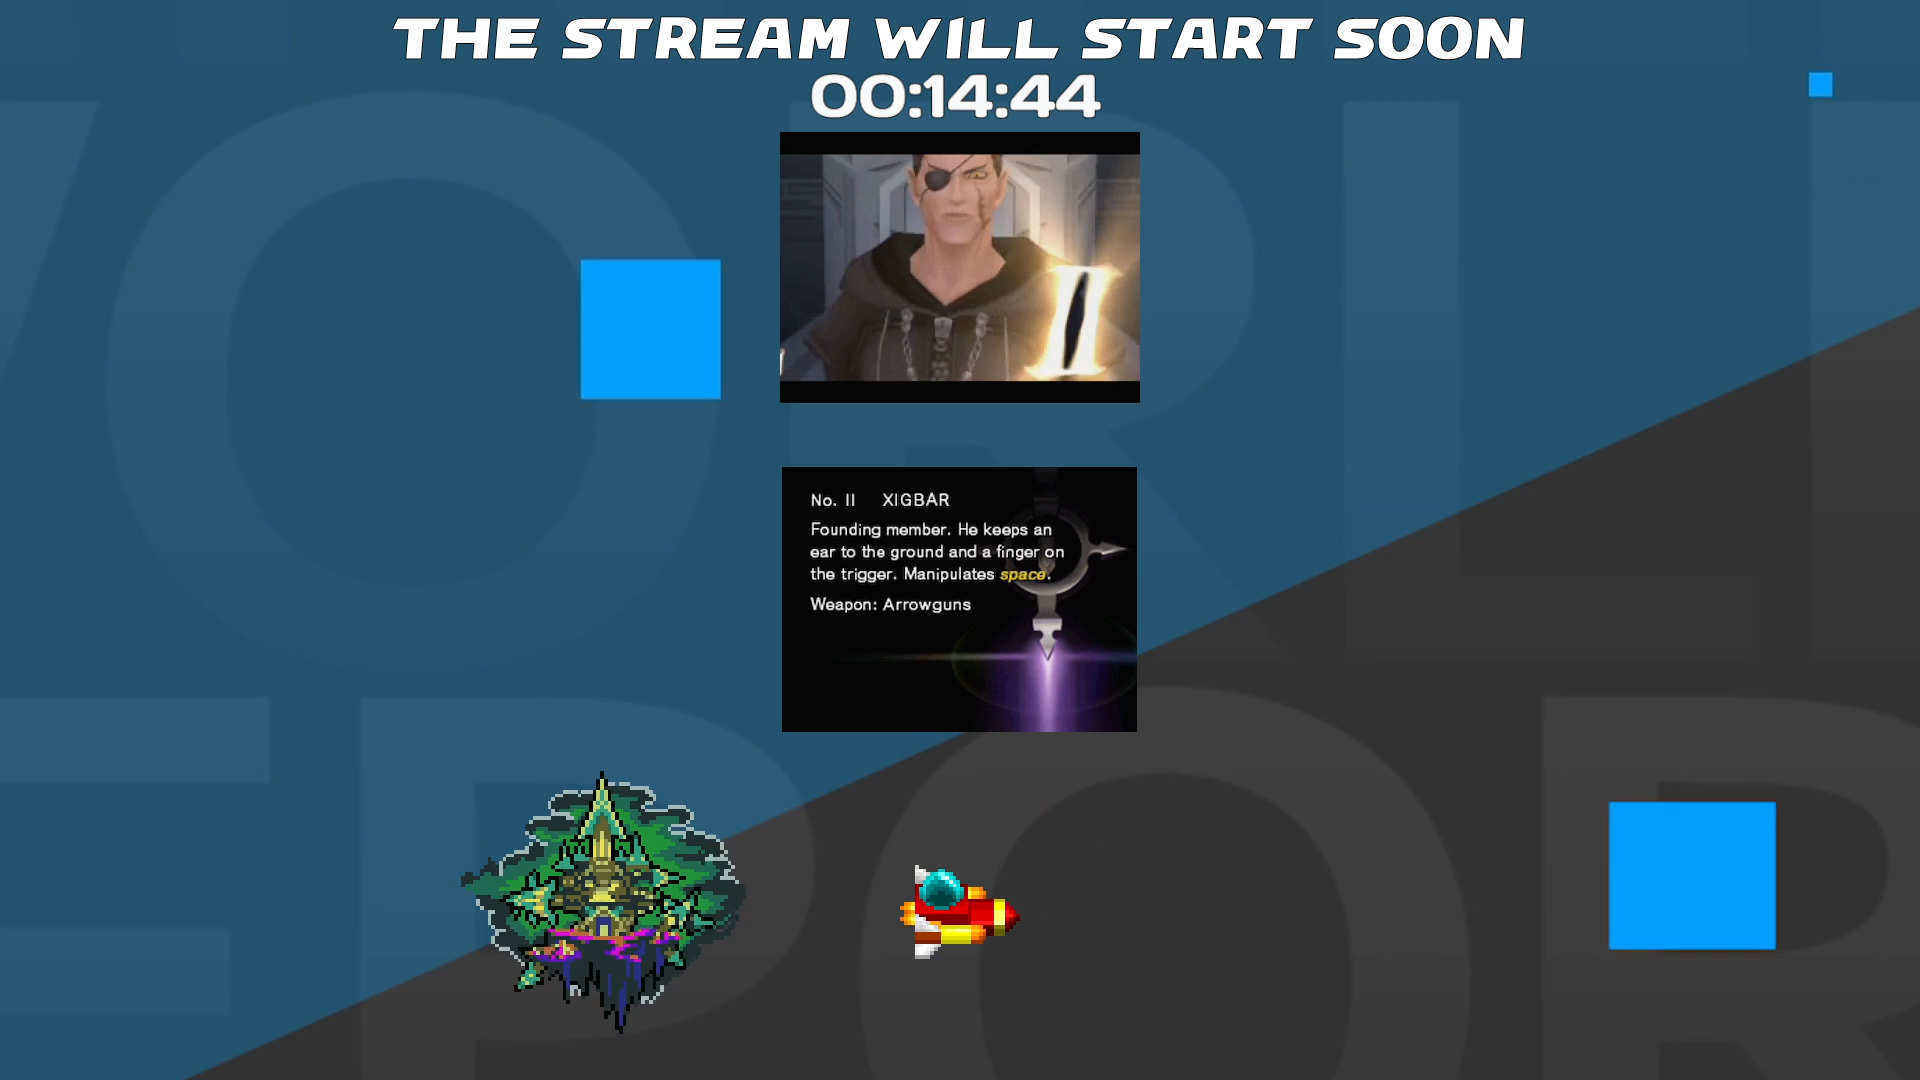 THE STREAM WILL START SOON
00:14:44
II
No. II XIGBAR
Founding member. He keeps an
ear to the ground and a finger on
the trigger. Manipulates space.
Weapon: Arrowguns